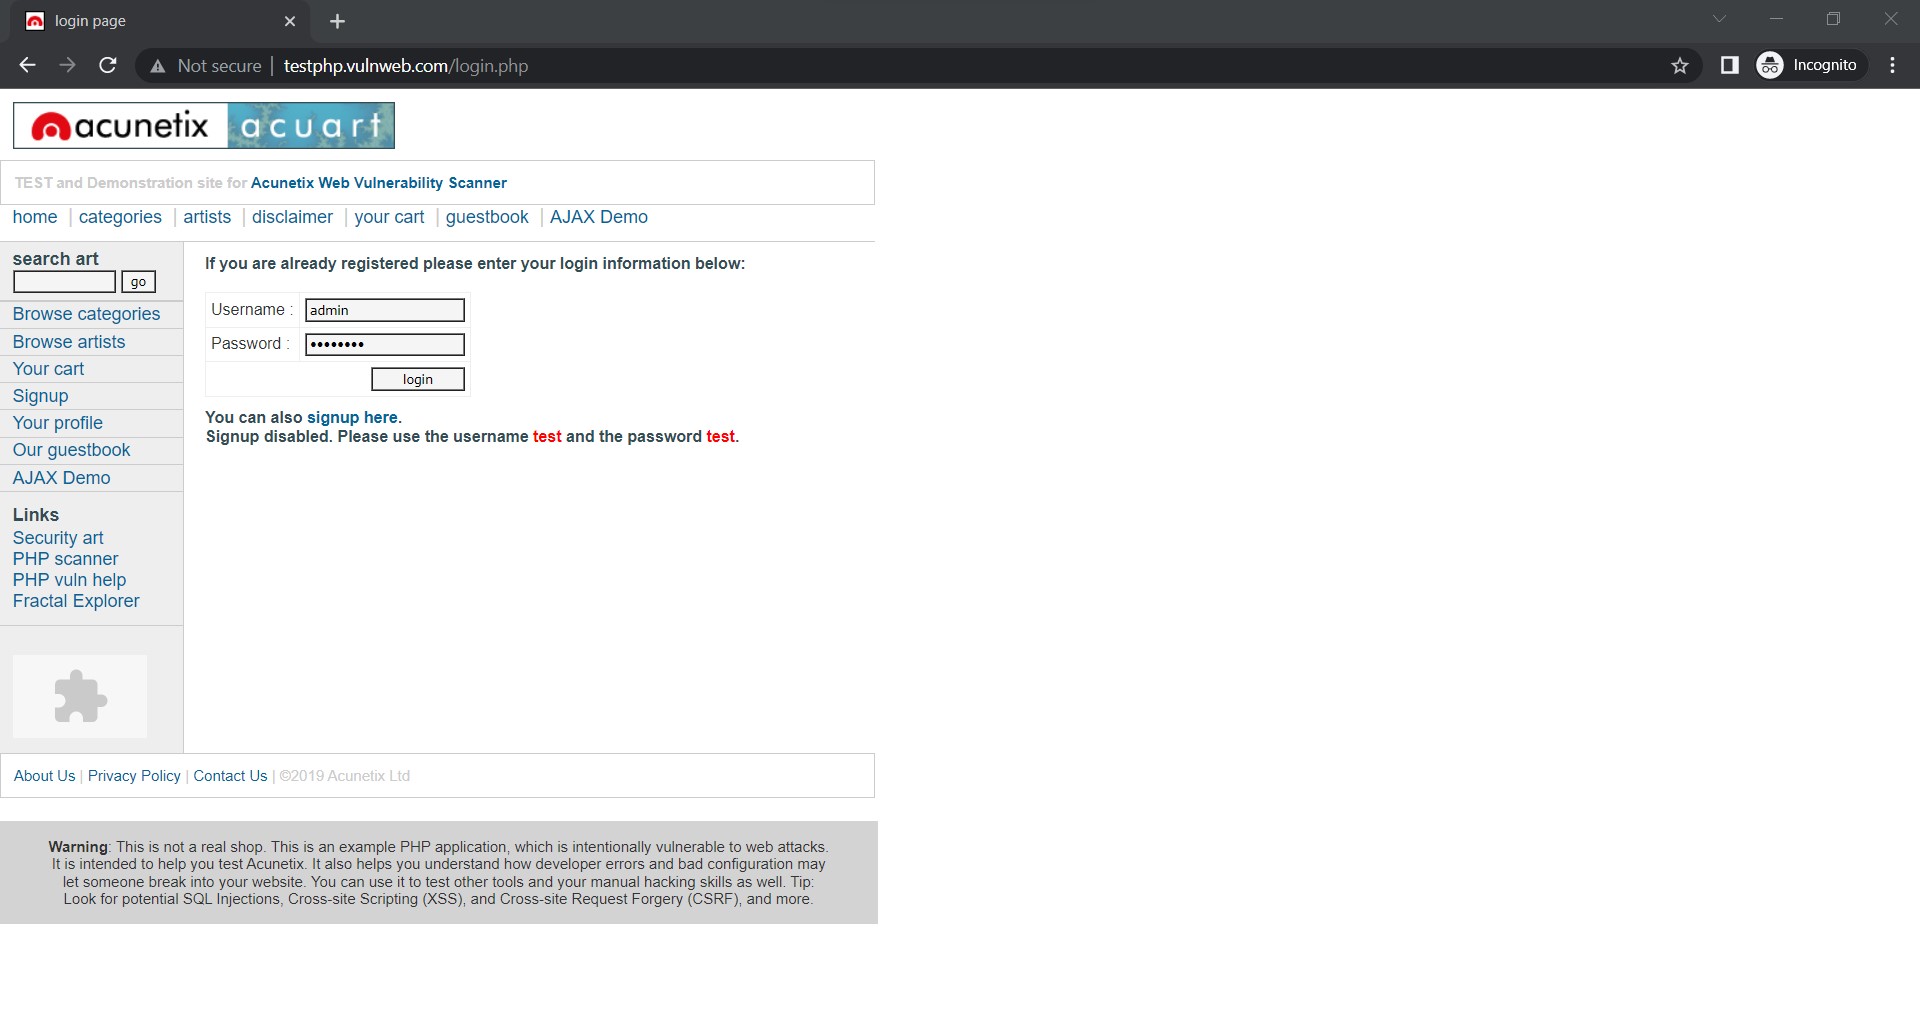 login page
Not secure | testphp.vulnweb.com/login.php
Incognito
acunetix acuart
TEST and Demonstration site for Acunetix Web Vulnerability Scanner
home | categories | artists | disclaimer | your cart | guestbook | AJAX Demo
search art
go
Browse categories
Browse artists
Your cart
Signup
Your profile
Our guestbook
AJAX Demo
Links
Security art
PHP scanner
PHP vuln help
Fractal Explorer
If you are already registered please enter your login information below:
Username : admin
Password : ••••••••
login
You can also signup here.
Signup disabled. Please use the username test and the password test.
About Us | Privacy Policy | Contact Us | ©2019 Acunetix Ltd
Warning: This is not a real shop. This is an example PHP application, which is intentionally vulnerable to web attacks.
It is intended to help you test Acunetix. It also helps you understand how developer errors and bad configuration may
let someone break into your website. You can use it to test other tools and your manual hacking skills as well. Tip:
Look for potential SQL Injections, Cross-site Scripting (XSS), and Cross-site Request Forgery (CSRF), and more.